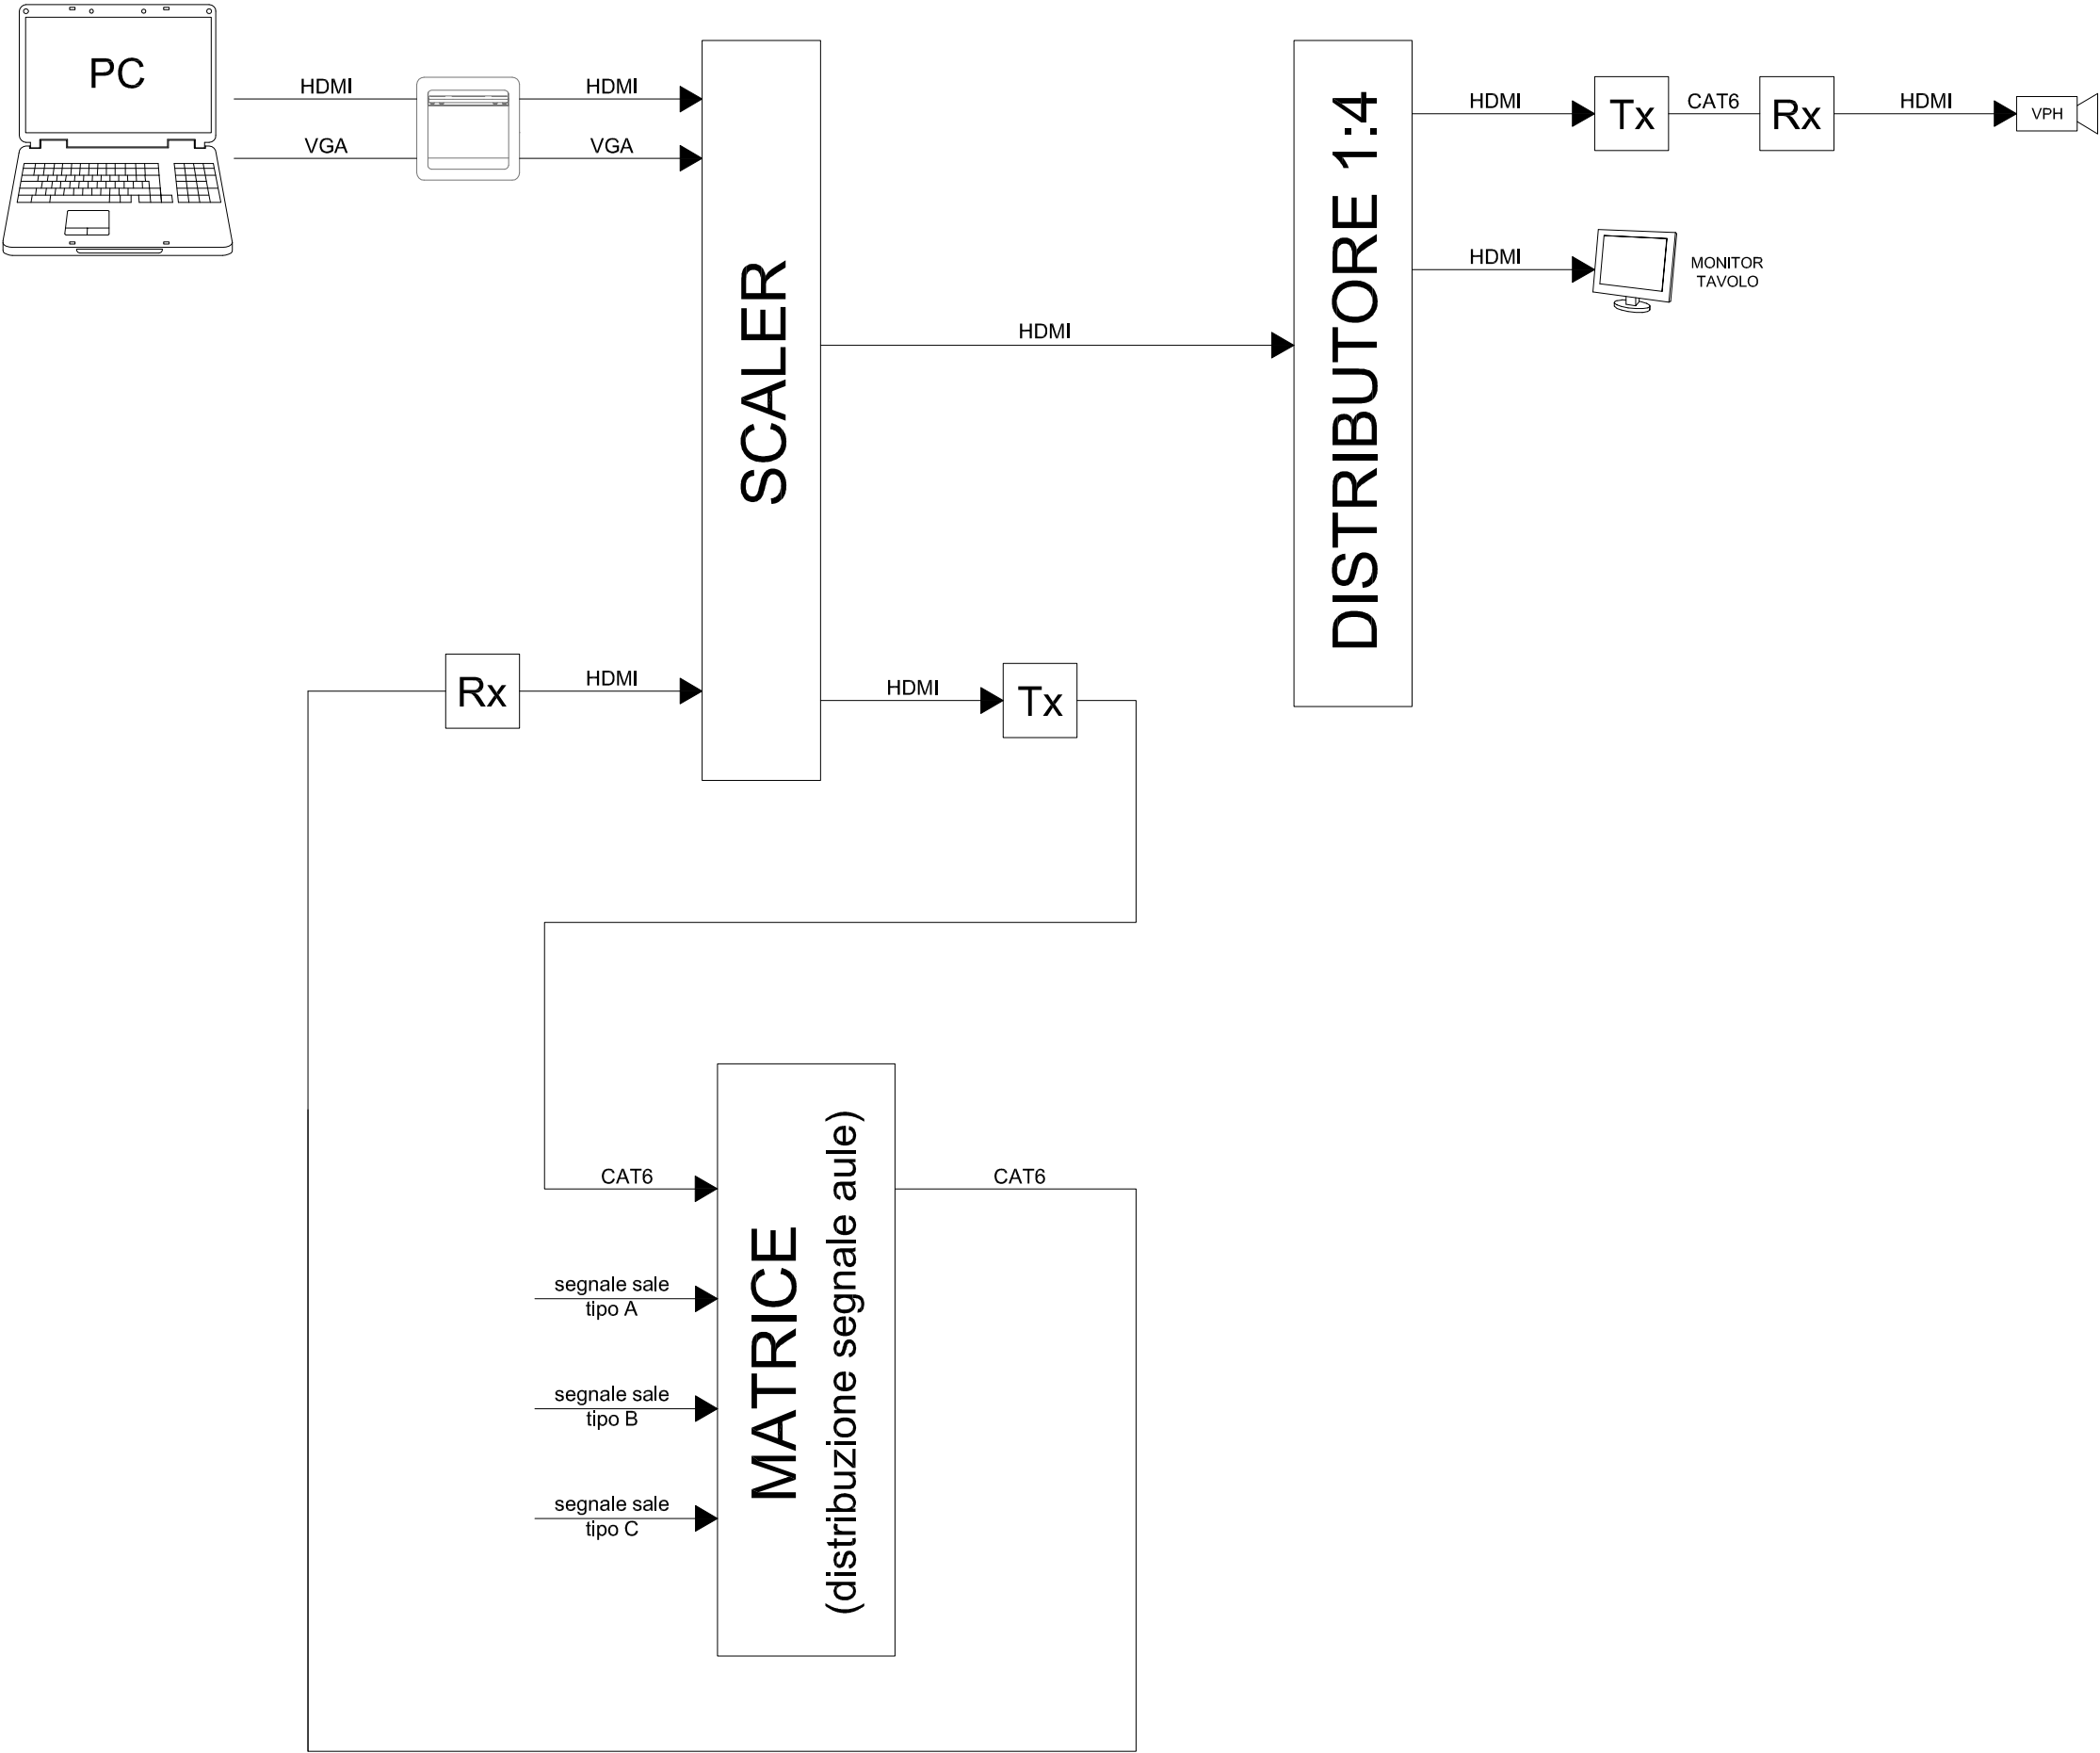 PC
HDMI
HDMI
VGA
VGA
SCALER
HDMI
DISTRIBUTORE 1:4
HDMI
Tx
CAT6
Rx
HDMI
VPH
HDMI
MONITOR
TAVOLO
Rx
HDMI
HDMI
Tx
CAT6
MATRICE
(distribuzione segnale aule)
CAT6
segnale sale
tipo A
segnale sale
tipo B
segnale sale
tipo C